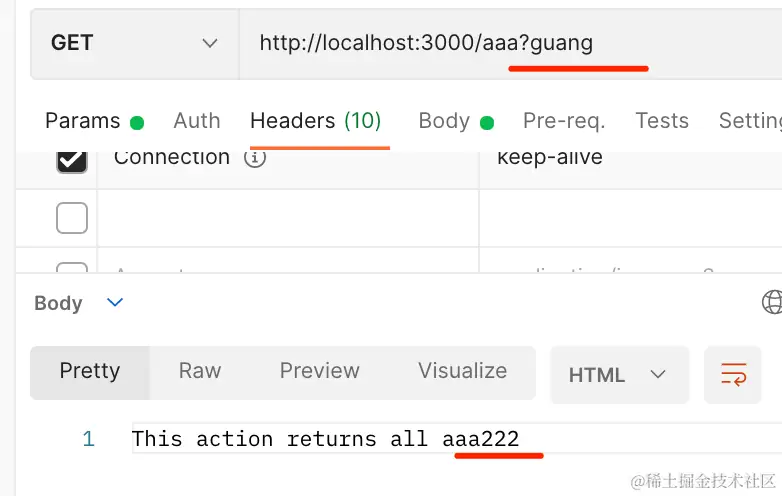 GET http://localhost:3000/aaa?guang
Params Auth Headers (10) Body Pre-req. Tests Settin
Connection keep-alive
Body
Pretty Raw Preview Visualize HTML
1 This action returns all aaa222
@稀土掘金技术社区